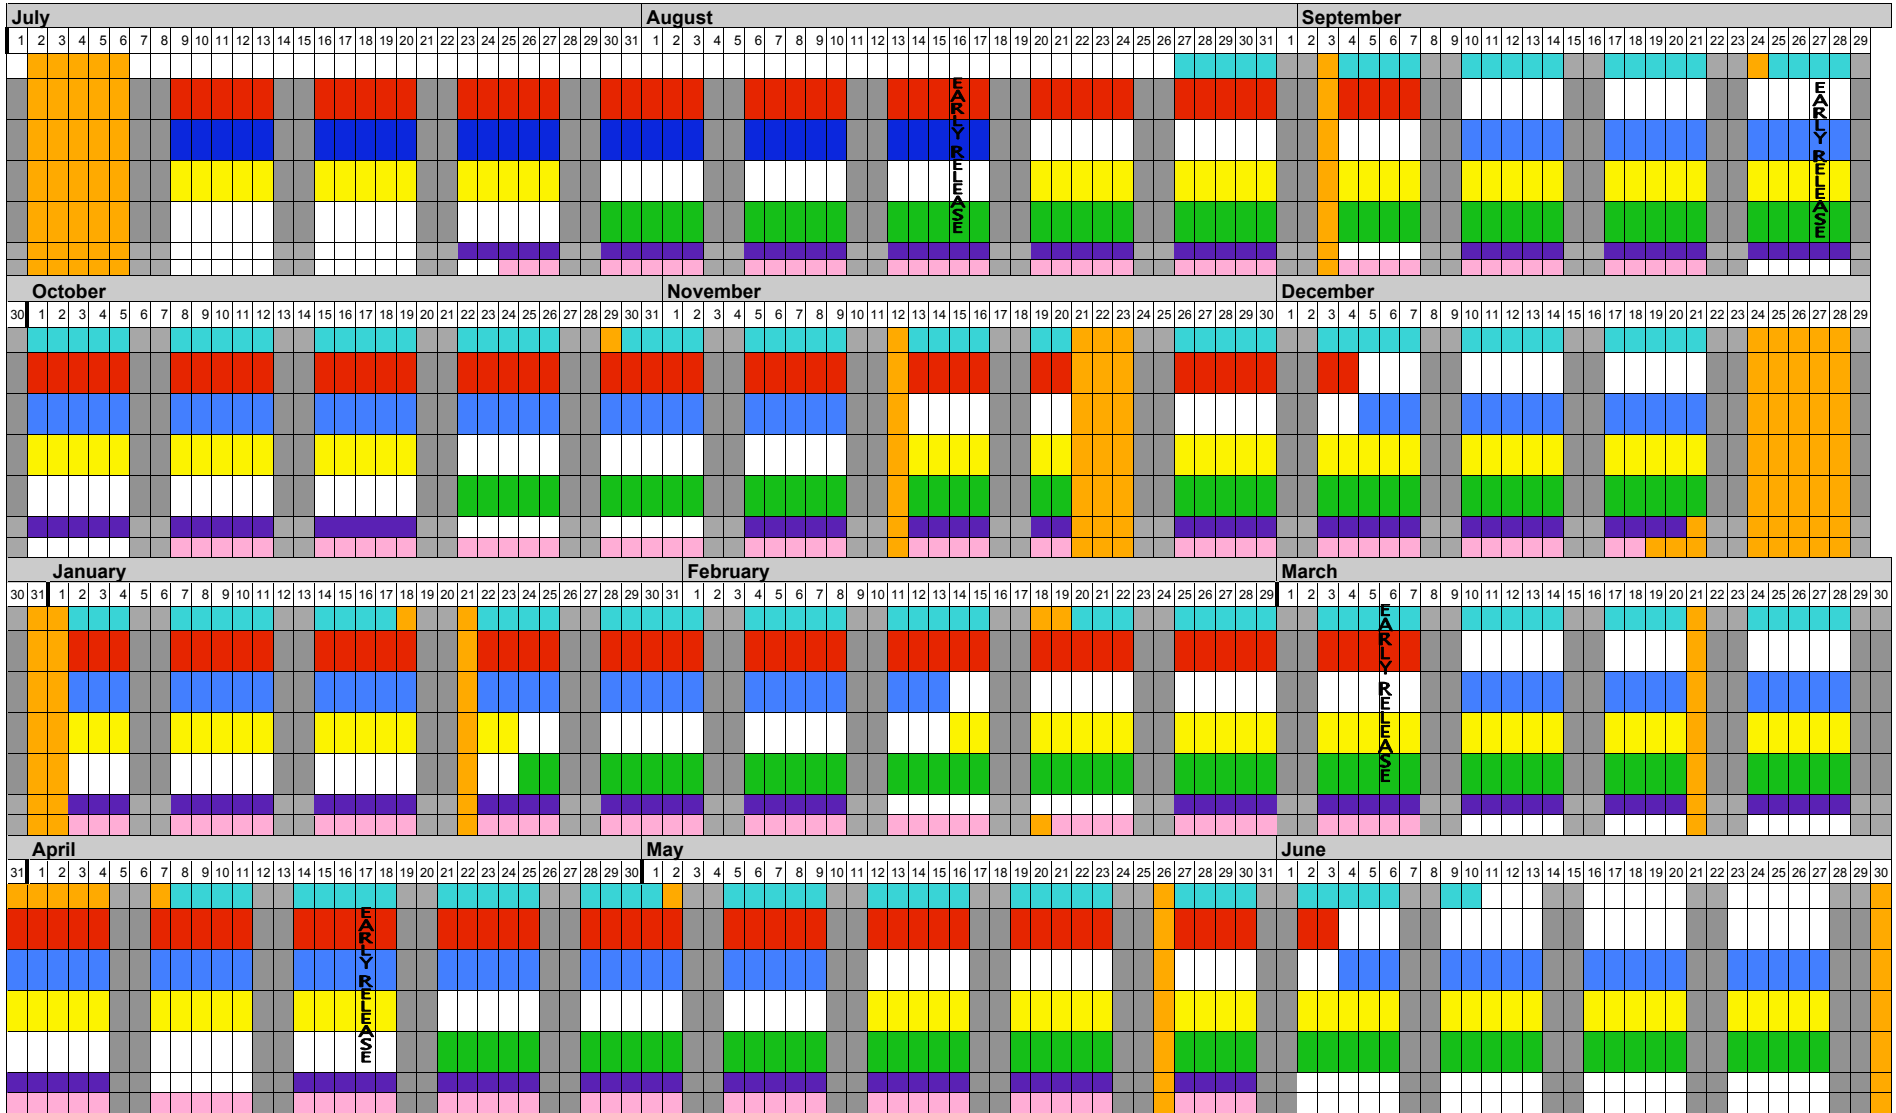 July August September
1 2 3 4 5 6 7 8 9 10 11 12 13 14 15 16 17 18 19 20 21 22 23 24 25 26 27 28 29 30 31 1 2 3 4 5 6 7 8 9 10 11 12 13 14 15 16 17 18 19 20 21 22 23 24 25 26 27 28 29 30 31 1 2 3 4 5 6 7 8 9 10 11 12 13 14 15 16 17 18 19 20 21 22 23 24 25 26 27 28 29
EARLY RELEASE
EARLY RELEASE
October November December
30 1 2 3 4 5 6 7 8 9 10 11 12 13 14 15 16 17 18 19 20 21 22 23 24 25 26 27 28 29 30 31 1 2 3 4 5 6 7 8 9 10 11 12 13 14 15 16 17 18 19 20 21 22 23 24 25 26 27 28 29 30 1 2 3 4 5 6 7 8 9 10 11 12 13 14 15 16 17 18 19 20 21 22 23 24 25 26 27 28 29
January February March
30 31 1 2 3 4 5 6 7 8 9 10 11 12 13 14 15 16 17 18 19 20 21 22 23 24 25 26 27 28 29 30 31 1 2 3 4 5 6 7 8 9 10 11 12 13 14 15 16 17 18 19 20 21 22 23 24 25 26 27 28 29 1 2 3 4 5 6 7 8 9 10 11 12 13 14 15 16 17 18 19 20 21 22 23 24 25 26 27 28 29 30
EARLY RELEASE
April May June
31 1 2 3 4 5 6 7 8 9 10 11 12 13 14 15 16 17 18 19 20 21 22 23 24 25 26 27 28 29 30 1 2 3 4 5 6 7 8 9 10 11 12 13 14 15 16 17 18 19 20 21 22 23 24 25 26 27 28 29 30 31 1 2 3 4 5 6 7 8 9 10 11 12 13 14 15 16 17 18 19 20 21 22 23 24 25 26 27 28 29 30
EARLY RELEASE